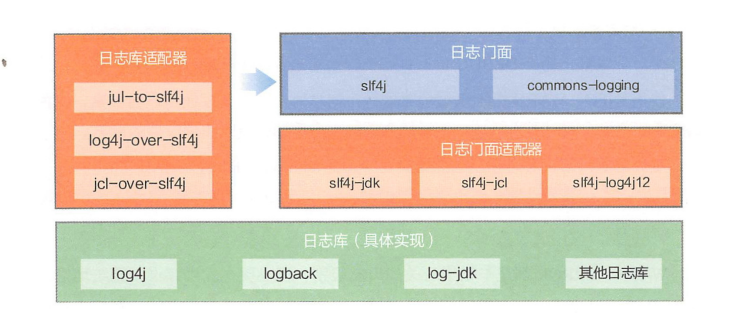 日志库适配器
jul-to-slf4j
log4j-over-slf4j
jcl-over-slf4j
日志门面
slf4j
commons-logging
日志门面适配器
slf4j-jdk
slf4j-jcl
slf4j-log4j12
日志库（具体实现）
log4j
logback
log-jdk
其他日志库